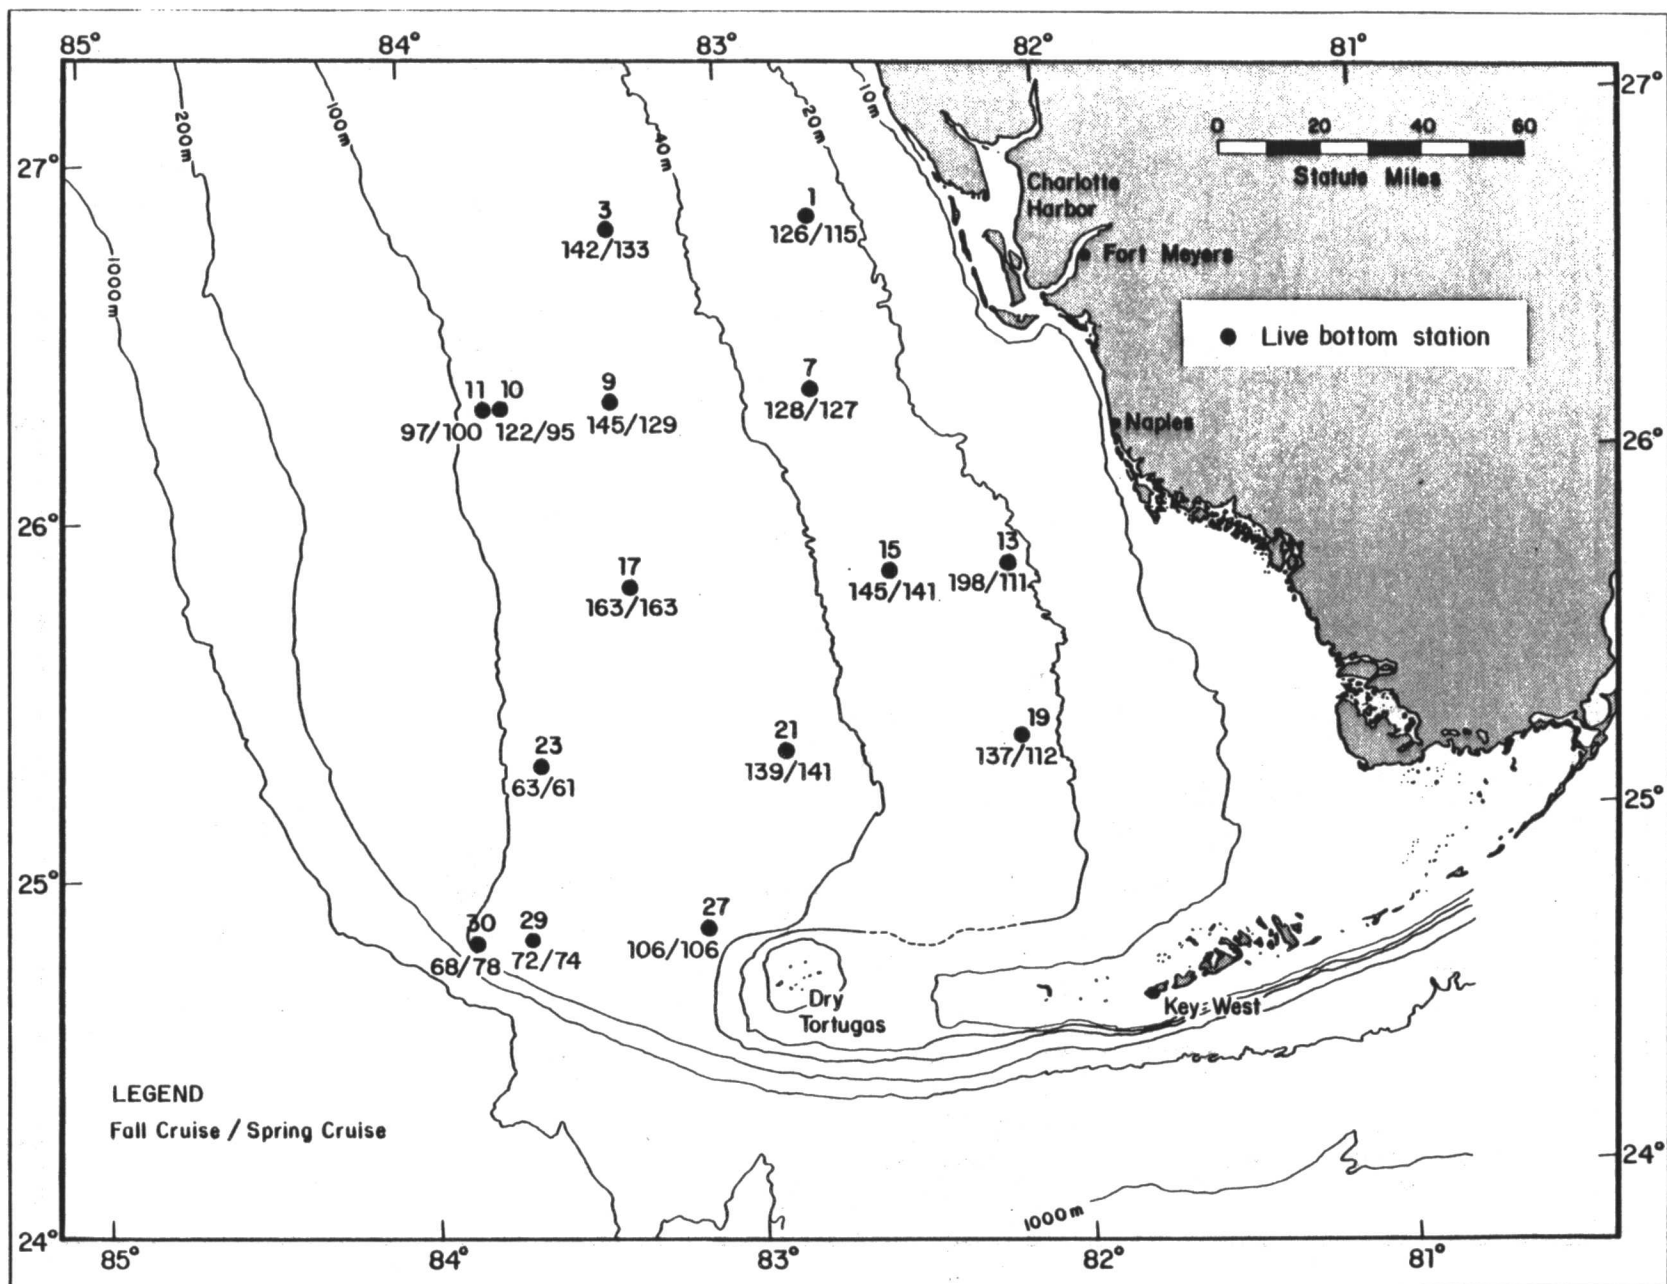 85° 84° 83° 82° 81°
27°
200m
100m
40m
20m
10m
0 20 40 60
Statute Miles
27°
Charlotte
Harbor
1
126/115
3
142/133
Fort Meyers
1000m
Live bottom station
11 10
97/100 122/95
9
145/129
7
128/127
Naples
26°
26°
15
145/141
13
198/111
17
163/163
19
137/112
21
139/141
23
63/61
25°
25°
30
68/78
29
72/74
27
106/106
Dry
Tortugas
Key West
LEGEND
Fall Cruise / Spring Cruise
24°
1000m
24°
85° 84° 83° 82° 81°